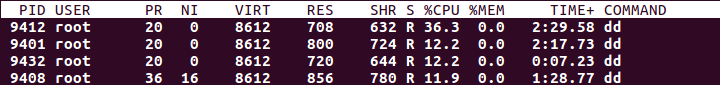 PID USER PR NI VIRT RES SHR S %CPU %MEM TIME+ COMMAND
9412 root 20 0 8612 708 632 R 36.3 0.0 2:29.58 dd
9401 root 20 0 8612 800 724 R 12.2 0.0 2:17.73 dd
9432 root 20 0 8612 720 644 R 12.2 0.0 0:07.23 dd
9408 root 36 16 8612 856 780 R 11.9 0.0 1:28.77 dd